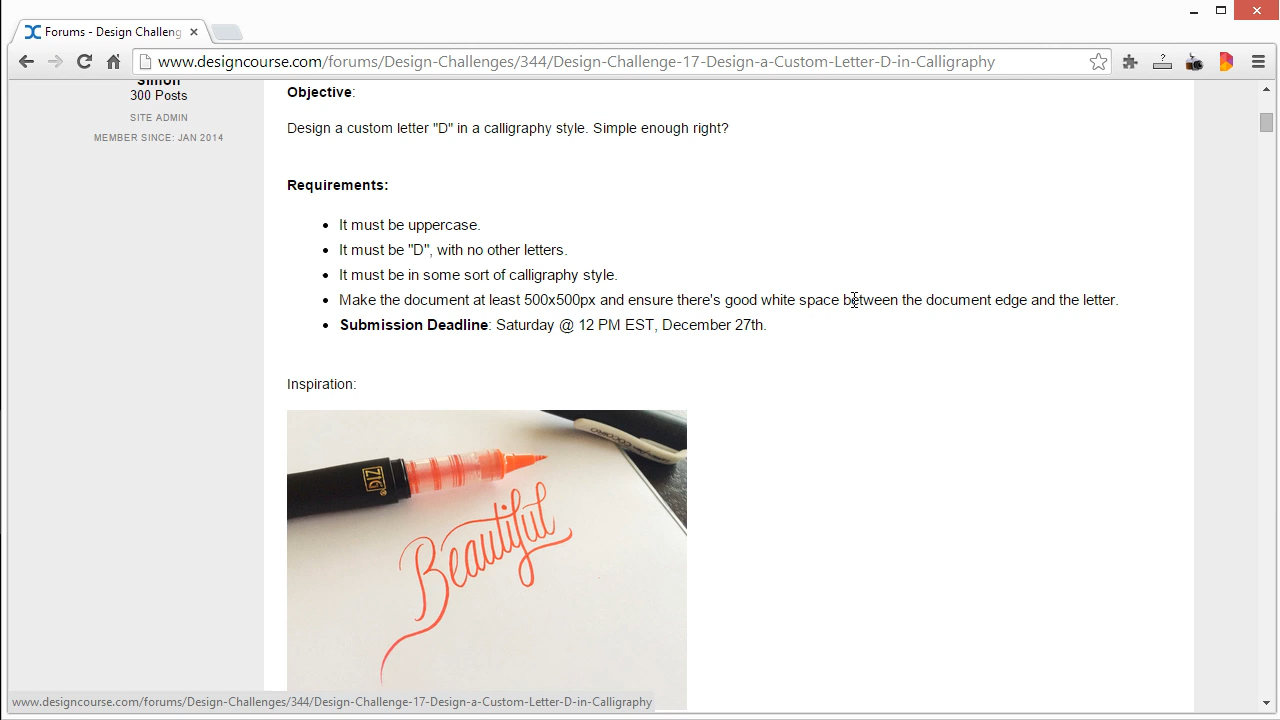 Forums - Design Challeng
www.designcourse.com/forums/Design-Challenges/344/Design-Challenge-17-Design-a-Custom-Letter-D-in-Calligraphy
Simon
300 Posts
SITE ADMIN
MEMBER SINCE: JAN 2014
Objective:
Design a custom letter "D" in a calligraphy style. Simple enough right?
Requirements:
It must be uppercase.
It must be "D", with no other letters.
It must be in some sort of calligraphy style.
Make the document at least 500x500px and ensure there's good white space between the document edge and the letter.
Submission Deadline: Saturday @ 12 PM EST, December 27th.
Inspiration:
ZIG
Beautiful
www.designcourse.com/forums/Design-Challenges/344/Design-Challenge-17-Design-a-Custom-Letter-D-in-Calligraphy